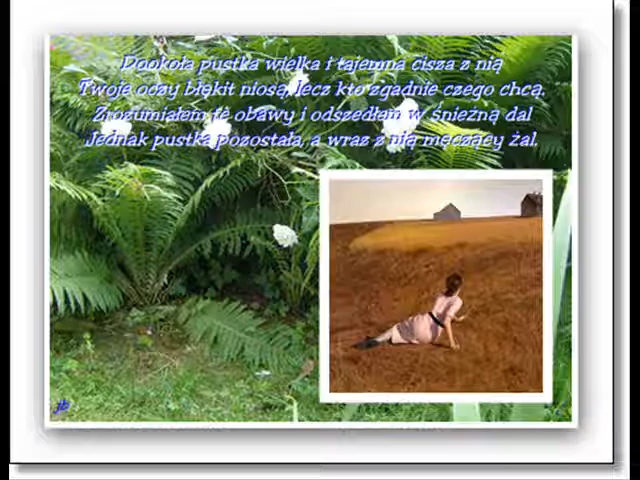 Dookoła pustka wielka i tajemna cisza z nią
Twoje oczy błękit niosą, lecz kto zgadnie czego chcą.
Zrozumiałem te obawy i odszedłem w śnieżną dal
Jednak pustka pozostała, a wraz z nią męczący żal.
jb